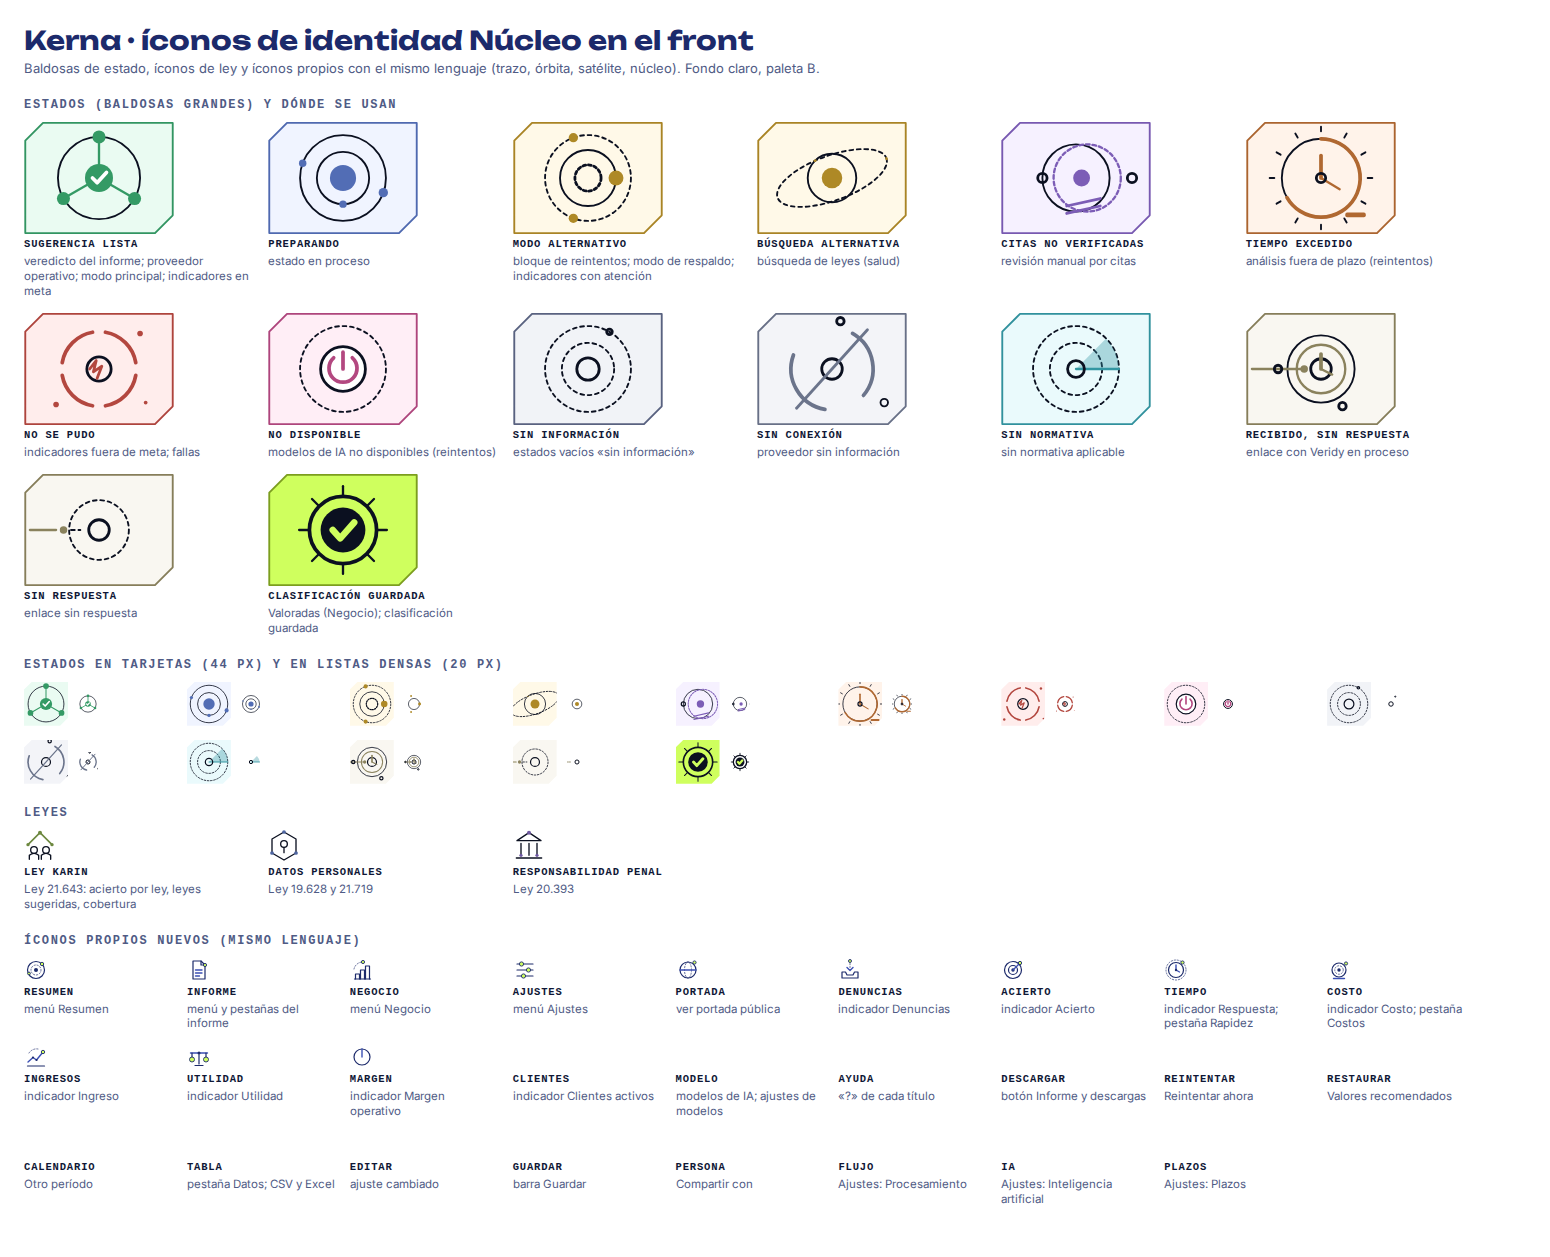 Kerna · íconos de identidad Núcleo en el front
Baldosas de estado, íconos de ley y íconos propios con el mismo lenguaje (trazo, órbita, satélite, núcleo). Fondo claro, paleta B.
ESTADOS (BALDOSAS GRANDES) Y DÓNDE SE USAN
SUGERENCIA LISTA
veredicto del informe; proveedor
operativo; modo principal; indicadores en
meta
PREPARANDO
estado en proceso
MODO ALTERNATIVO
bloque de reintentos; modo de respaldo;
indicadores con atención
BÚSQUEDA ALTERNATIVA
búsqueda de leyes (salud)
CITAS NO VERIFICADAS
revisión manual por citas
TIEMPO EXCEDIDO
análisis fuera de plazo (reintentos)
NO SE PUDO
indicadores fuera de meta; fallas
NO DISPONIBLE
modelos de IA no disponibles (reintentos)
SIN INFORMACIÓN
estados vacíos «sin información»
SIN CONEXIÓN
proveedor sin información
SIN NORMATIVA
sin normativa aplicable
RECIBIDO, SIN RESPUESTA
enlace con Veridy en proceso
SIN RESPUESTA
enlace sin respuesta
CLASIFICACIÓN GUARDADA
Valoradas (Negocio); clasificación
guardada
ESTADOS EN TARJETAS (44 PX) Y EN LISTAS DENSAS (20 PX)
LEYES
LEY KARIN
Ley 21.643: acierto por ley, leyes
sugeridas, cobertura
DATOS PERSONALES
Ley 19.628 y 21.719
RESPONSABILIDAD PENAL
Ley 20.393
ÍCONOS PROPIOS NUEVOS (MISMO LENGUAJE)
RESUMEN
menú Resumen
INFORME
menú y pestañas del
informe
NEGOCIO
menú Negocio
AJUSTES
menú Ajustes
PORTADA
ver portada pública
DENUNCIAS
indicador Denuncias
ACIERTO
indicador Acierto
TIEMPO
indicador Respuesta;
pestaña Rapidez
COSTO
indicador Costo; pestaña
Costos
INGRESOS
indicador Ingreso
UTILIDAD
indicador Utilidad
MARGEN
indicador Margen
operativo
CLIENTES
indicador Clientes activos
MODELO
modelos de IA; ajustes de
modelos
AYUDA
«?» de cada título
DESCARGAR
botón Informe y descargas
REINTENTAR
Reintentar ahora
RESTAURAR
Valores recomendados
CALENDARIO
Otro período
TABLA
pestaña Datos; CSV y Excel
EDITAR
ajuste cambiado
GUARDAR
barra Guardar
PERSONA
Compartir con
FLUJO
Ajustes: Procesamiento
IA
Ajustes: Inteligencia
artificial
PLAZOS
Ajustes: Plazos